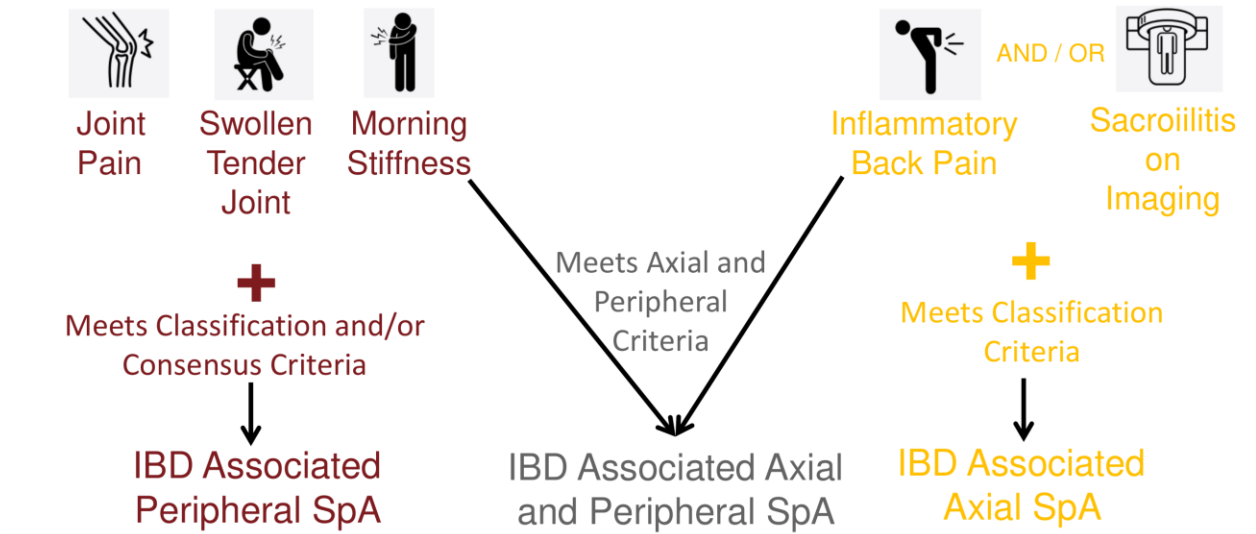 Joint
Pain
Swollen
Tender
Joint
Morning
Stiffness
Inflammatory
Back Pain
AND / OR
Sacroiilitis
on
Imaging
+
Meets Classification and/or
Consensus Criteria
Meets Axial and
Peripheral
Criteria
+
Meets Classification
Criteria
IBD Associated
Peripheral SpA
IBD Associated Axial
and Peripheral SpA
IBD Associated
Axial SpA